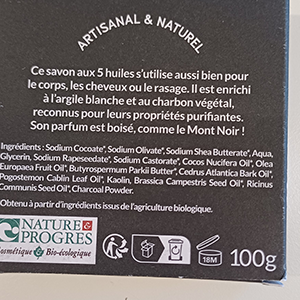 ARTISANAL & NATUREL
Ce savon aux 5 huiles s'utilise aussi bien pour
le corps, les cheveux ou le rasage. Il est enrichi
à l'argile blanche et au charbon végétal,
reconnus pour leurs propriétés purifiantes.
Son parfum est boisé, comme le Mont Noir !
Ingrédients : Sodium Cocoate*, Sodium Olivate*, Sodium Shea Butterate*, Aqua,
Glycerin, Sodium Rapeseedate*, Sodium Castorate*, Cocos Nucifera Oil*, Olea
Europaea Fruit Oil*, Butyrospermum Parkii Butter*, Cedrus Atlantica Bark Oil*,
Pogostemon Cablin Leaf Oil*, Kaolin, Brassica Campestris Seed Oil*, Ricinus
Communis Seed Oil*, Charcoal Powder.
*Obtenu à partir d'ingrédients issus de l'agriculture biologique.
NATURE &
PROGRES
Cosmétique & Bio-écologique
18M
100g